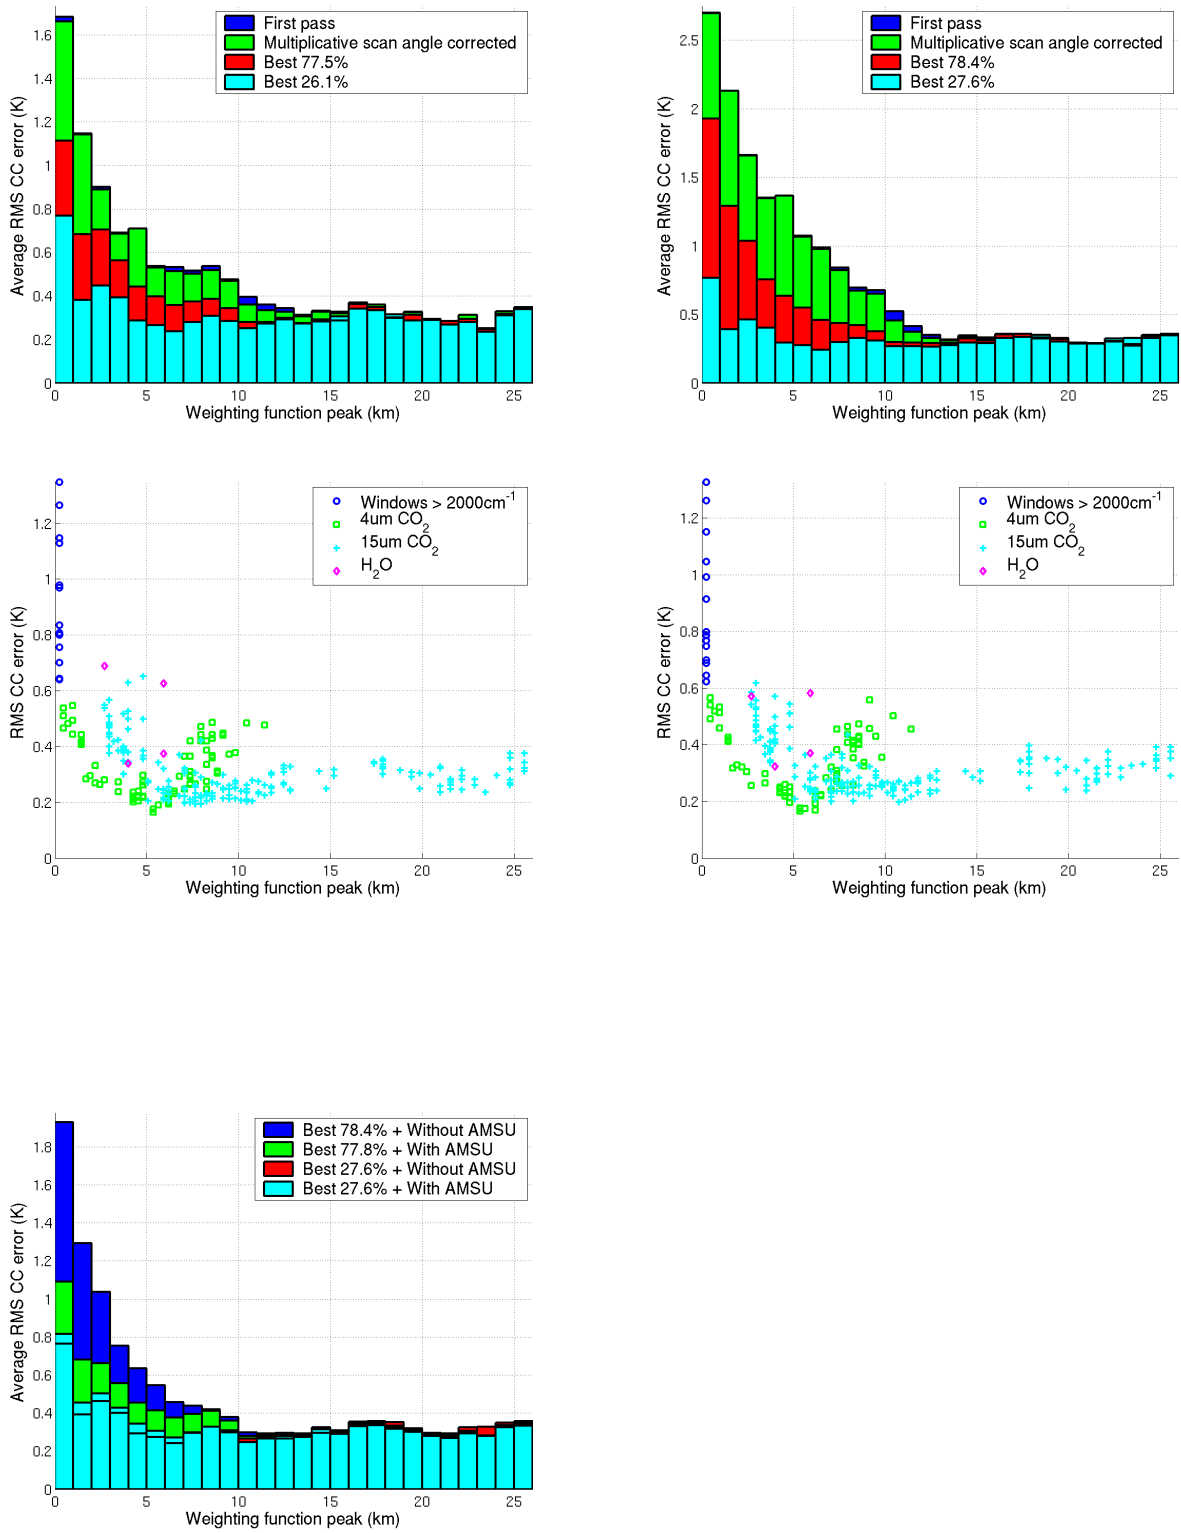 First pass
Multiplicative scan angle corrected
Best 77.5%
Best 26.1%
Average RMS CC error (K)
1.6
1.4
1.2
1
0.8
0.6
0.4
0.2
0
0 5 10 15 20 25
Weighting function peak (km)
First pass
Multiplicative scan angle corrected
Best 78.4%
Best 27.6%
Average RMS CC error (K)
2.5
2
1.5
1
0.5
0
0 5 10 15 20 25
Weighting function peak (km)
Windows > 2000cm-1
4um CO2
15um CO2
H2O
RMS CC error (K)
1.2
1
0.8
0.6
0.4
0.2
0
0 5 10 15 20 25
Weighting function peak (km)
Windows > 2000cm-1
4um CO2
15um CO2
H2O
RMS CC error (K)
1.2
1
0.8
0.6
0.4
0.2
0
0 5 10 15 20 25
Weighting function peak (km)
Best 78.4% + Without AMSU
Best 77.8% + With AMSU
Best 27.6% + Without AMSU
Best 27.6% + With AMSU
Average RMS CC error (K)
1.8
1.6
1.4
1.2
1
0.8
0.6
0.4
0.2
0
0 5 10 15 20 25
Weighting function peak (km)